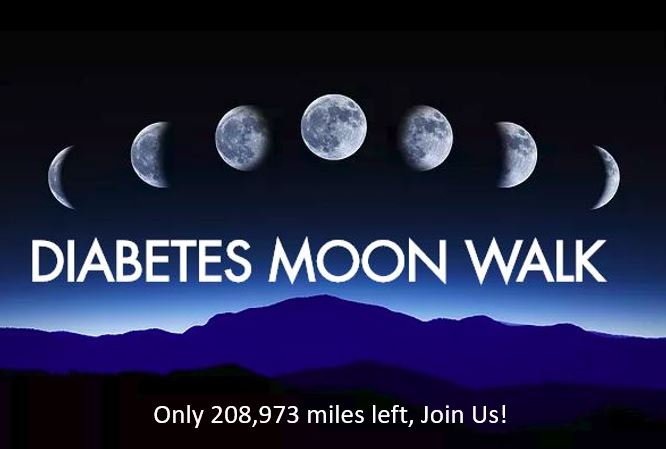 DIABETES MOON WALK
Only 208,973 miles left, Join Us!